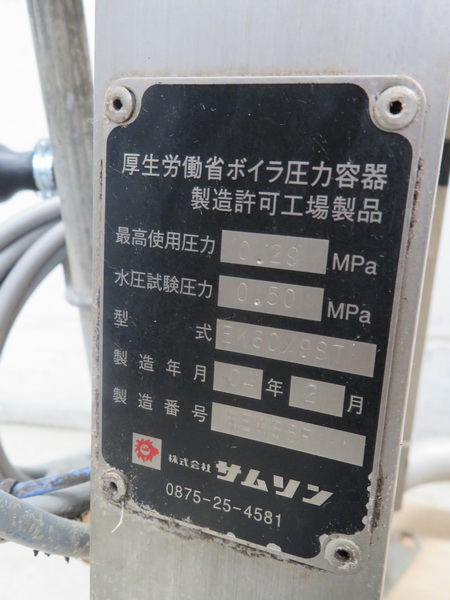 厚生労働省ボイラ圧力容器
製造許可工場製品
最高使用圧力 0.29 MPa
水圧試験圧力 0.50 MPa
型式
製造年月 04 年 2 月
製造番号
株式会社 サムソン
0875-25-4581